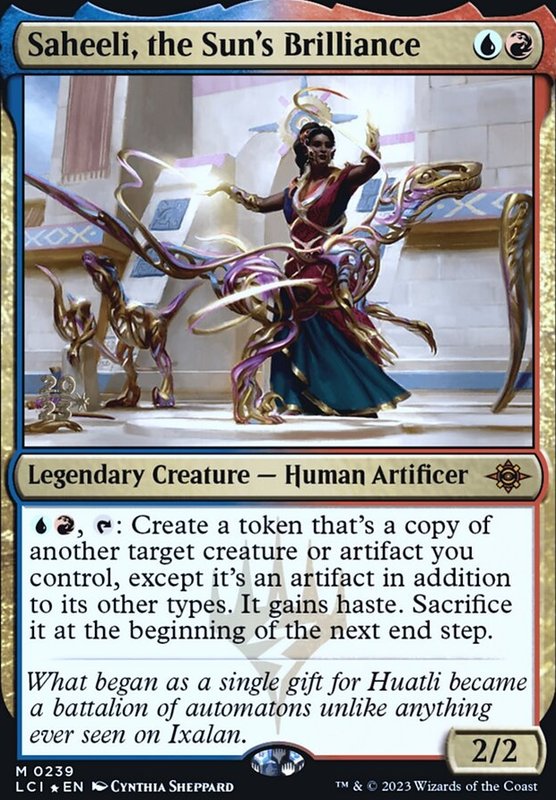 Saheeli, the Sun's Brilliance
2023
Legendary Creature — Human Artificer
: Create a token that's a copy of
another target creature or artifact you
control, except it's an artifact in addition
to its other types. It gains haste. Sacrifice
it at the beginning of the next end step.
What began as a single gift for Huatli became
a battalion of automatons unlike anything
ever seen on Ixalan.
2/2
M 0239
LCI ★ EN Cynthia Sheppard
™ & © 2023 Wizards of the Coast